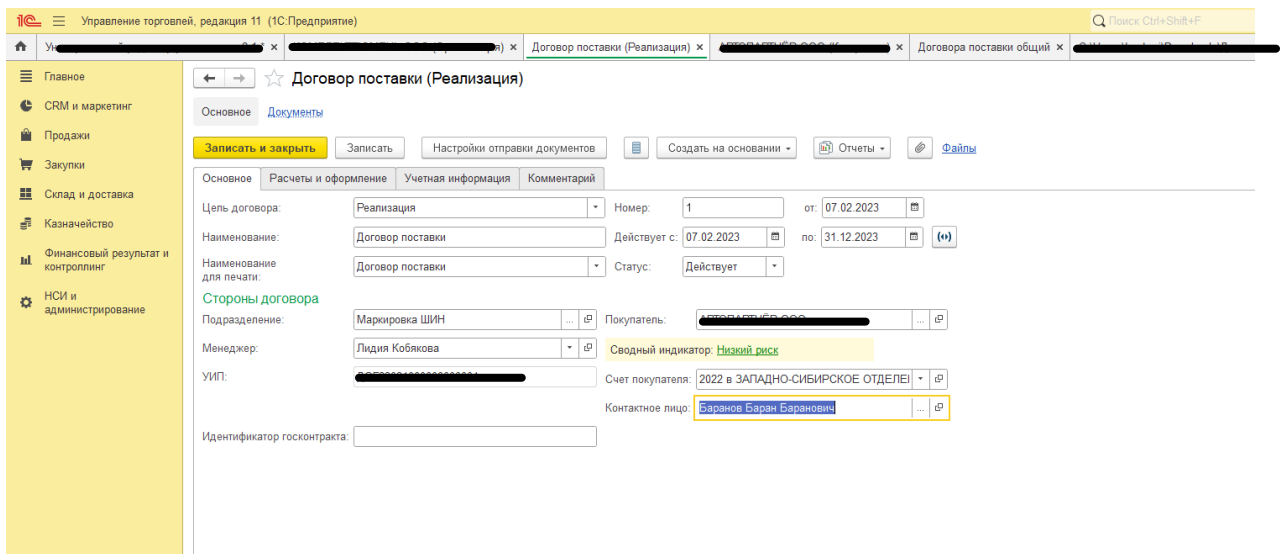 1С Управление торговлей, редакция 11 (1С:Предприятие) Поиск Ctrl+Shift+F
Договор поставки (Реализация) × Договора поставки общий ×
Главное
CRM и маркетинг
Продажи
Закупки
Склад и доставка
Казначейство
Финансовый результат и
контроллинг
НСИ и
администрирование
Договор поставки (Реализация)
Основное Документы
Записать и закрыть Записать Настройки отправки документов Создать на основании Отчеты Файлы
Основное Расчеты и оформление Учетная информация Комментарий
Цель договора: Реализация Номер: 1 от: 07.02.2023
Наименование: Договор поставки Действует с: 07.02.2023 по: 31.12.2023
Наименование
для печати: Договор поставки Статус: Действует
Стороны договора
Подразделение: Маркировка ШИН Покупатель:
Менеджер: Лидия Кобякова Сводный индикатор: Низкий риск
УИП: Счет покупателя: 2022 в ЗАПАДНО-СИБИРСКОЕ ОТДЕЛЕ
Контактное лицо: Баранов Баран Баранович
Идентификатор госконтракта: